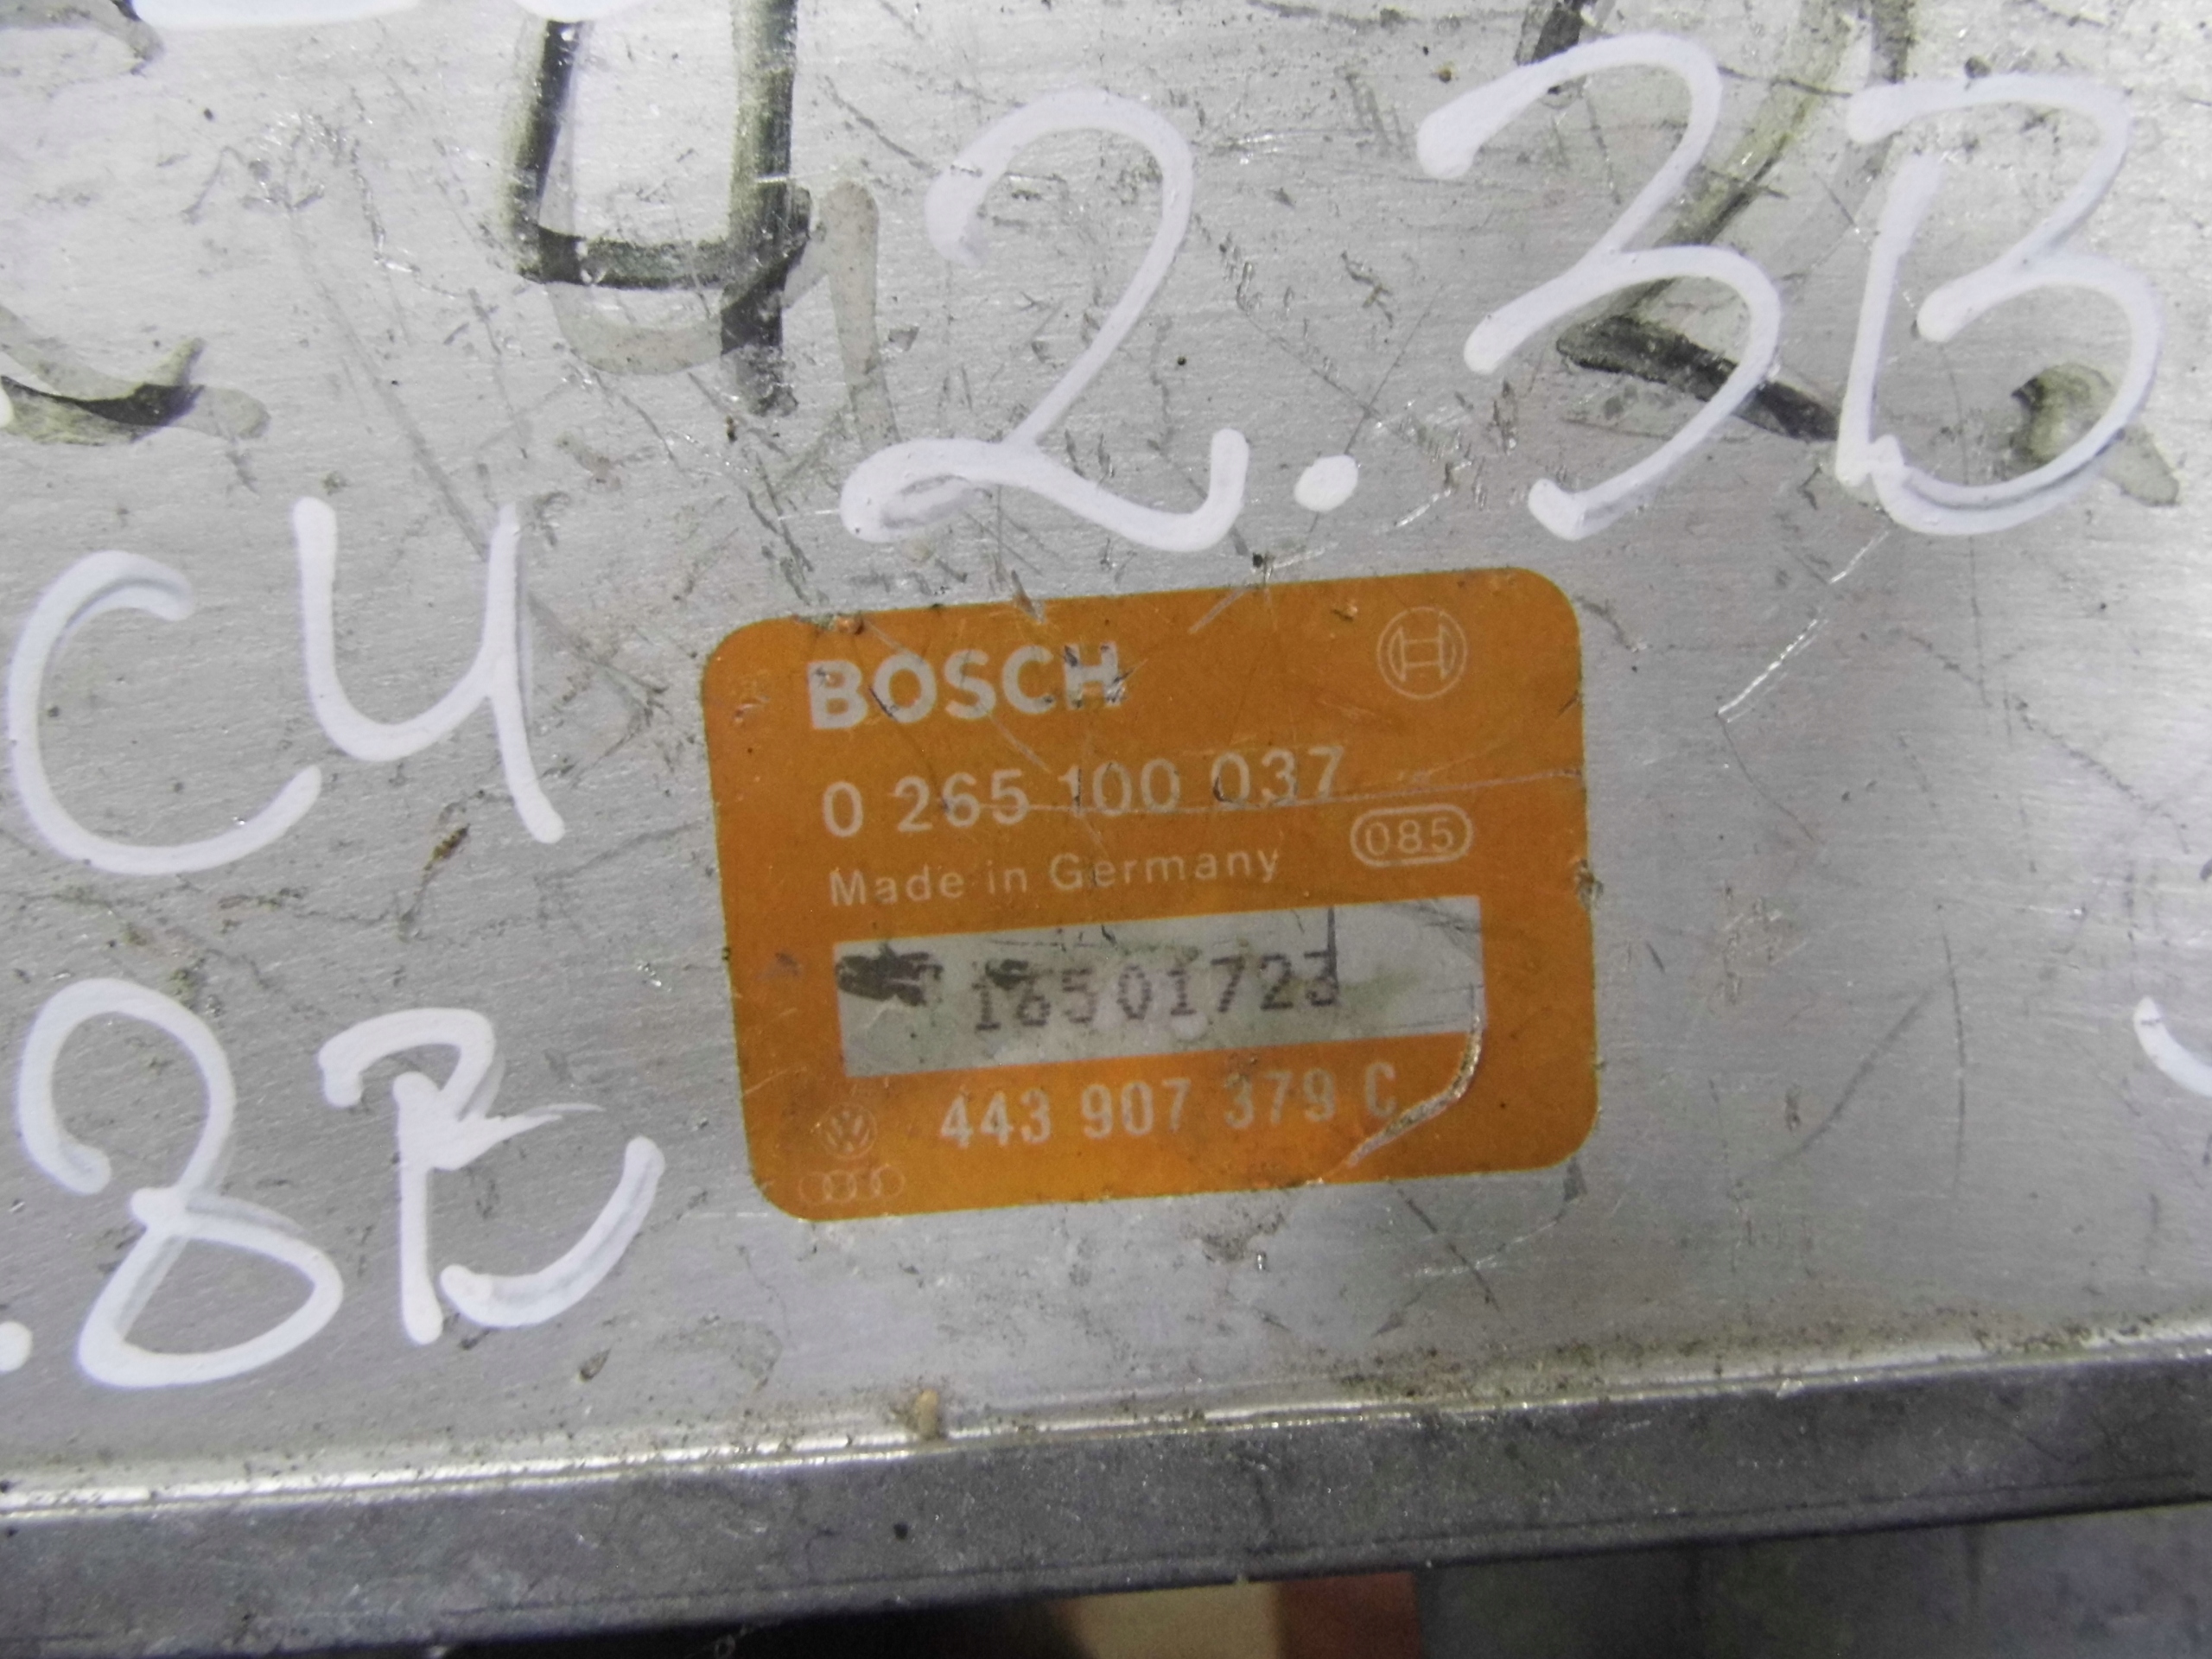 2.3B
C4
BOSCH
0 265 100 037
085
Made in Germany
16501723
443 907 379 C